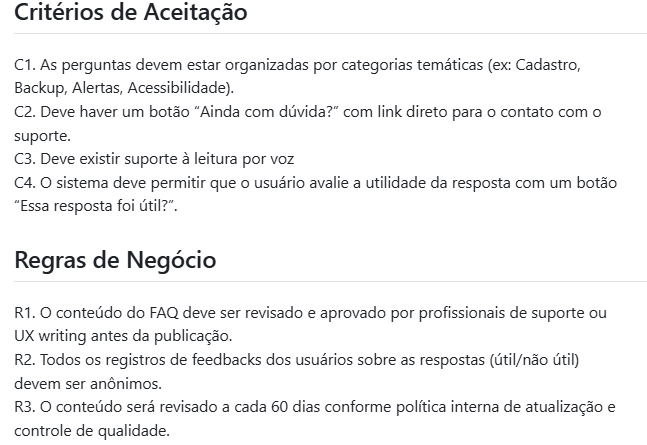 Critérios de Aceitação
C1. As perguntas devem estar organizadas por categorias temáticas (ex: Cadastro,
Backup, Alertas, Acessibilidade).
C2. Deve haver um botão “Ainda com dúvida?” com link direto para o contato com o
suporte.
C3. Deve existir suporte à leitura por voz
C4. O sistema deve permitir que o usuário avalie a utilidade da resposta com um botão
“Essa resposta foi útil?”.
Regras de Negócio
R1. O conteúdo do FAQ deve ser revisado e aprovado por profissionais de suporte ou
UX writing antes da publicação.
R2. Todos os registros de feedbacks dos usuários sobre as respostas (útil/não útil)
devem ser anônimos.
R3. O conteúdo será revisado a cada 60 dias conforme política interna de atualização e
controle de qualidade.